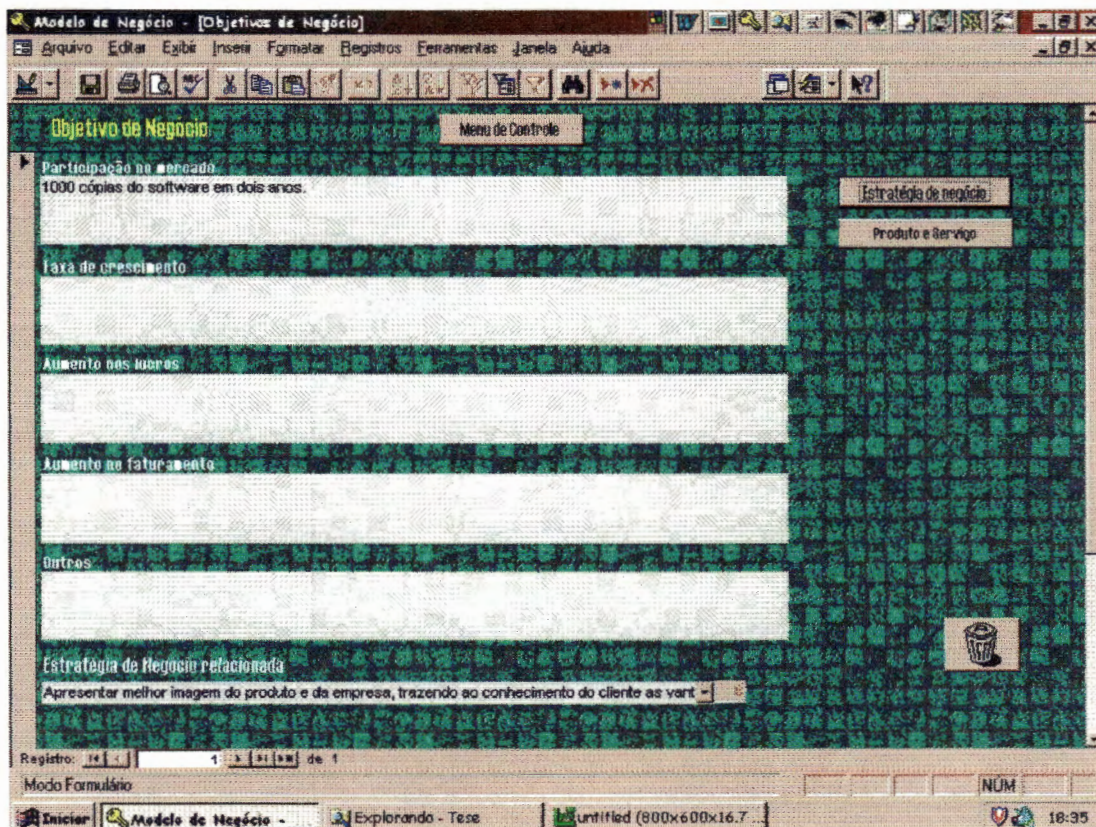 Modelo de Negócio - [Objetivos de Negócio]
Arquivo Editar Exibir Inserir Formatar Registros Ferramentas Janela Ajuda
Objetivo de Negocio
Menu de Controle
Participação no mercado
1000 cópias do software em dois anos.
Estratégia de negócio
Produto e Serviço
Taxa de crescimento
Aumento nos lucros
Aumento no faturamento
Outros
Estratégia de Negocio relacionada
Apresentar melhor imagem do produto e da empresa, trazendo ao conhecimento do cliente as vant
Registro: 1 de 1
Modo Formulário NÚM
Iniciar Modelo de Negócio - Explorando - Tese untitled (800x600x16.7... 18:35